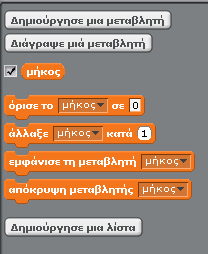 Δημιούργησε μια μεταβλητή
Διάγραψε μιά μεταβλητή
μήκος
όρισε το μήκος σε 0
άλλαξε μήκος κατά 1
εμφάνισε τη μεταβλητή μήκος
απόκρυψη μεταβλητής μήκος
Δημιούργησε μια λίστα